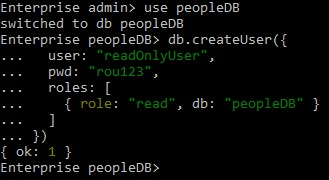 Enterprise admin> use peopleDB
switched to db peopleDB
Enterprise peopleDB> db.createUser({
...   user: "readOnlyUser",
...   pwd: "rou123",
...   roles: [
...     { role: "read", db: "peopleDB" }
...   ]
... })
{ ok: 1 }
Enterprise peopleDB>